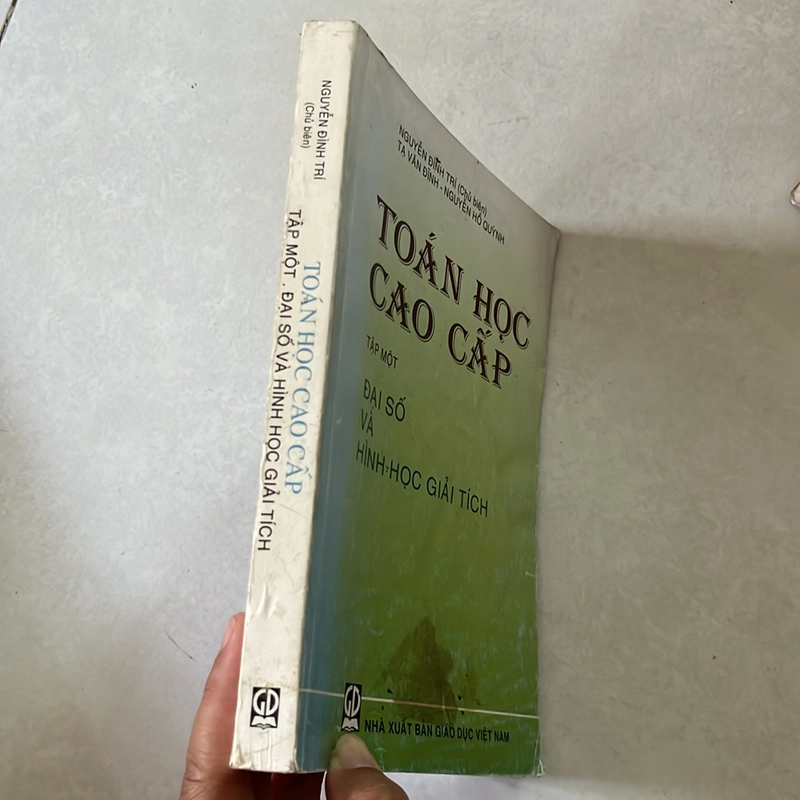 NGUYỄN ĐÌNH TRÍ
(Chủ biên)
TOÁN HỌC CAO CẤP
TẬP MỘT . ĐẠI SỐ VÀ HÌNH HỌC GIẢI TÍCH
GD
NGUYỄN ĐÌNH TRÍ (Chủ biên)
TẠ VĂN ĐĨNH - NGUYỄN HỒ QUỲNH
TOÁN HỌC
CAO CẤP
TẬP MỘT
ĐẠI SỐ
VÀ
HÌNH HỌC GIẢI TÍCH
GD
NHÀ XUẤT BẢN GIÁO DỤC VIỆT NAM